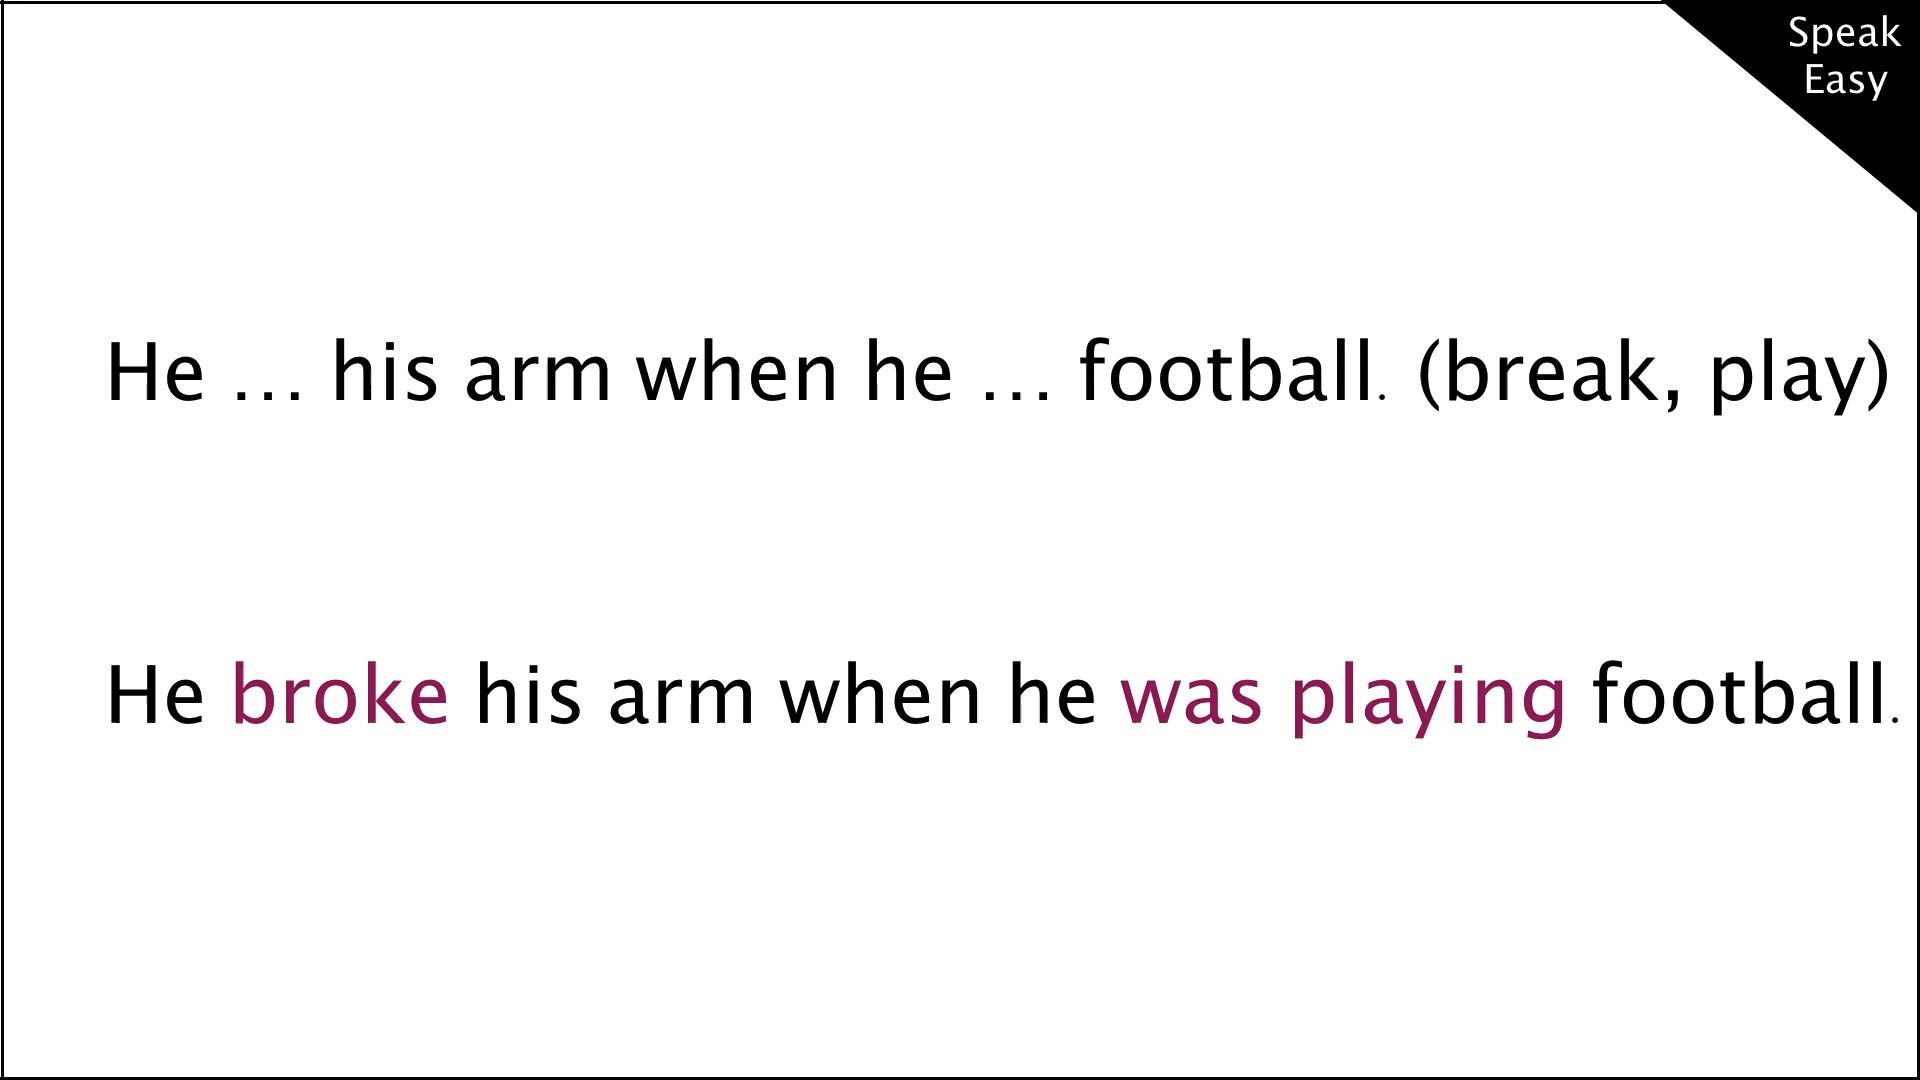 Speak
Easy
He … his arm when he … football. (break, play)
He broke his arm when he was playing football.